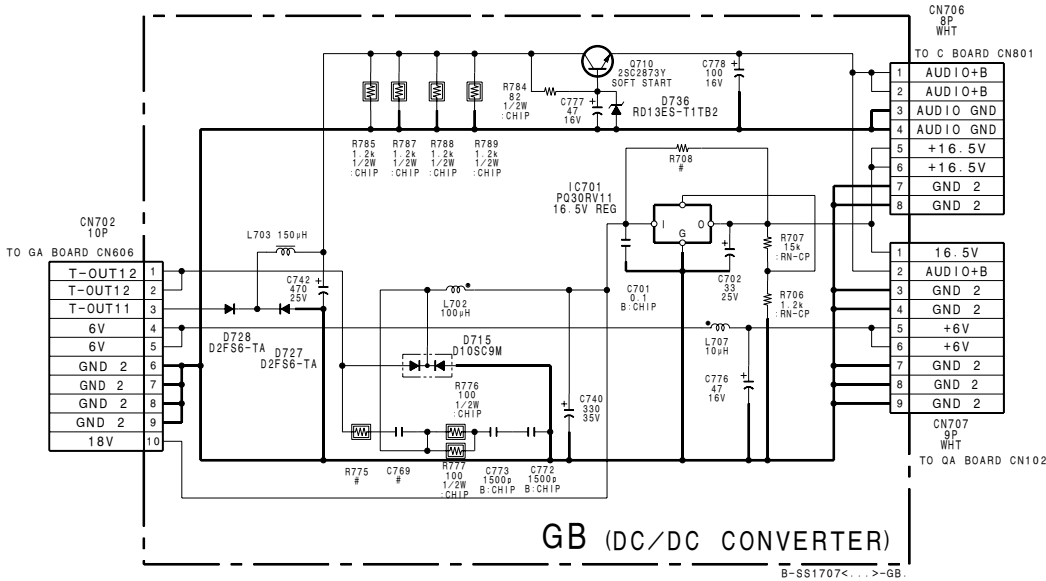 CN706
8P
WHT
TO C BOARD CN801
1 AUDIO+B
2 AUDIO+B
3 AUDIO GND
4 AUDIO GND
5 +16.5V
6 +16.5V
7 GND 2
8 GND 2
Q710
2SC2873Y
SOFT START
C778
100
16V
R784
82
1/2W
:CHIP
C777
47
16V
D736
RD13ES-T1TB2
R785
1.2k
1/2W
:CHIP
R787
1.2k
1/2W
:CHIP
R788
1.2k
1/2W
:CHIP
R789
1.2k
1/2W
:CHIP
R708
#
IC701
PQ30RV11
16.5V REG
I
O
G
CN702
10P
TO GA BOARD CN606
T-OUT12 1
T-OUT12 2
T-OUT11 3
6V 4
6V 5
GND 2 6
GND 2 7
GND 2 8
GND 2 9
18V 10
L703 150µH
C742
470
25V
D728
D2FS6-TA
D727
D2FS6-TA
L702
100µH
D715
D10SC9M
C701
0.1
B:CHIP
C702
33
25V
R707
15k
:RN-CP
R706
1.2k
:RN-CP
L707
10µH
C776
47
16V
1 16.5V
2 AUDIO+B
3 GND 2
4 GND 2
5 +6V
6 +6V
7 GND 2
8 GND 2
9 GND 2
CN707
9P
WHT
TO QA BOARD CN102
R776
100
1/2W
:CHIP
C740
330
35V
R775
#
C769
#
R777
100
1/2W
:CHIP
C773
1500p
B:CHIP
C772
1500p
B:CHIP
GB (DC/DC CONVERTER)
B-SS1707<...>-GB.